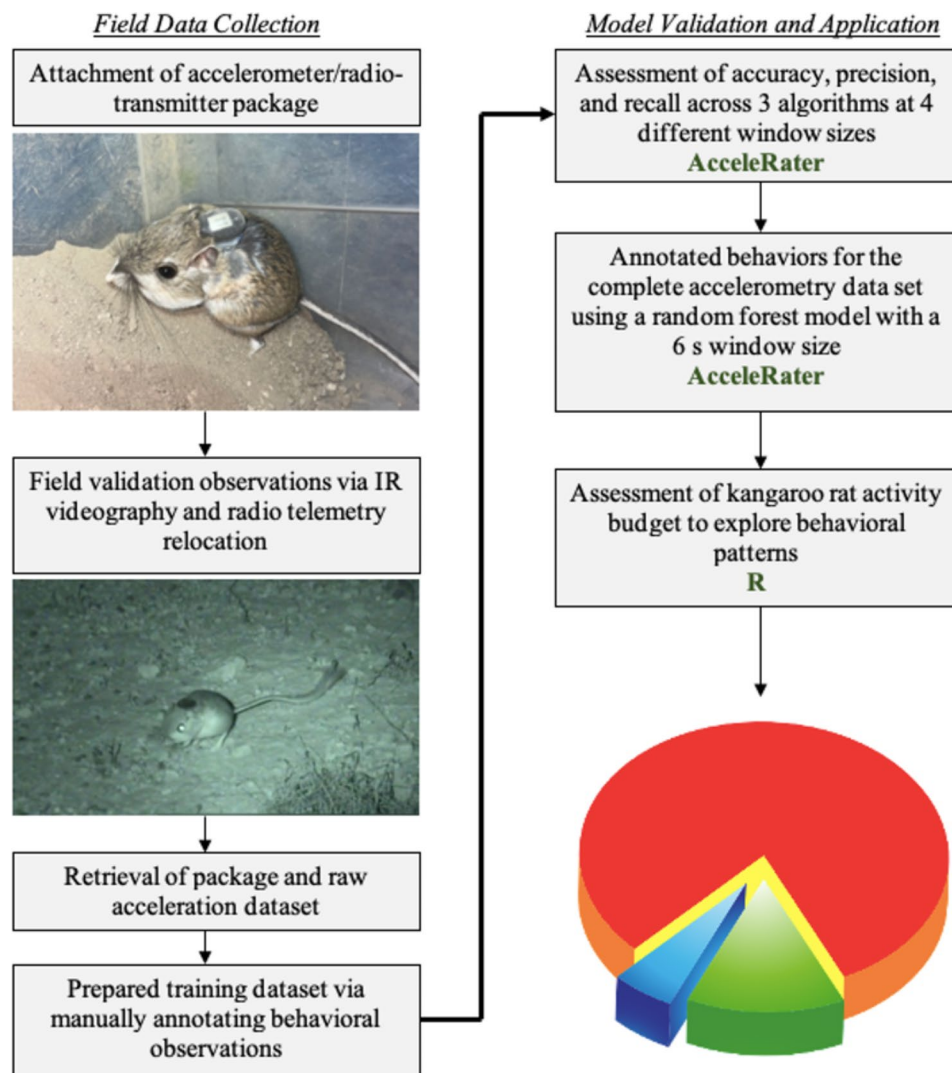 Field Data Collection
Attachment of accelerometer/radio-
transmitter package
Field validation observations via IR
videography and radio telemetry
relocation
Retrieval of package and raw
acceleration dataset
Prepared training dataset via
manually annotating behavioral
observations
Model Validation and Application
Assessment of accuracy, precision,
and recall across 3 algorithms at 4
different window sizes
AcceleRater
Annotated behaviors for the
complete accelerometry data set
using a random forest model with a
6 s window size
AcceleRater
Assessment of kangaroo rat activity
budget to explore behavioral
patterns
R